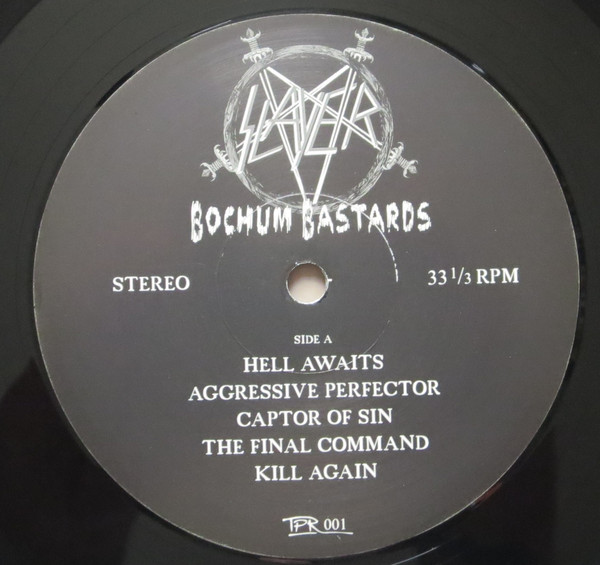 SLAYER
BOCHUM BASTARDS
STEREO
33 1/3 RPM
SIDE A
HELL AWAITS
AGGRESSIVE PERFECTOR
CAPTOR OF SIN
THE FINAL COMMAND
KILL AGAIN
TPR 001